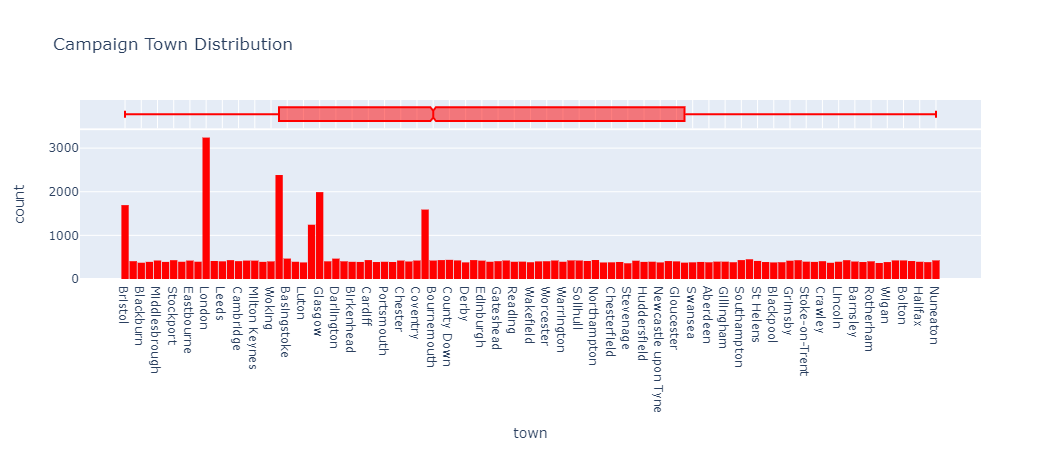 Campaign Town Distribution
count
3000
2000
1000
0
Bristol
Blackburn
Middlesbrough
Stockport
Eastbourne
London
Leeds
Cambridge
Milton Keynes
Woking
Basingstoke
Luton
Glasgow
Darlington
Birkenhead
Cardiff
Portsmouth
Chester
Coventry
Bournemouth
County Down
Derby
Edinburgh
Gateshead
Reading
Wakefield
Worcester
Warrington
Solihull
Northampton
Chesterfield
Stevenage
Huddersfield
Newcastle upon Tyne
Gloucester
Swansea
Aberdeen
Gillingham
Southampton
St Helens
Blackpool
Grimsby
Stoke-on-Trent
Crawley
Lincoln
Barnsley
Rotherham
Wigan
Bolton
Halifax
Nuneaton
town